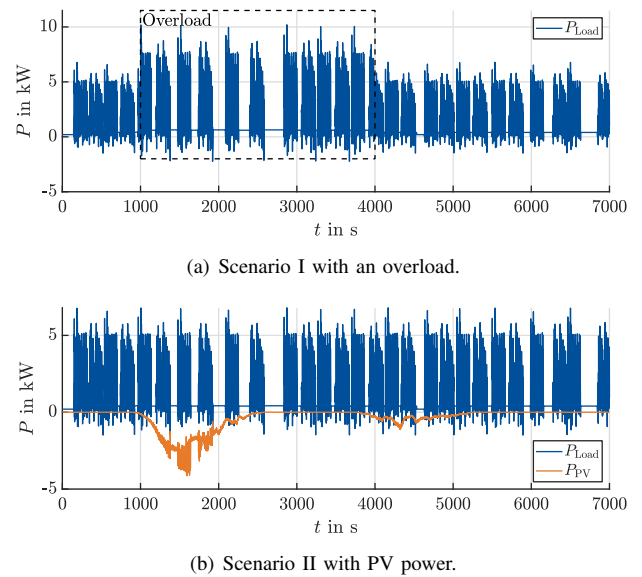 Overload
P_Load
10
5
0
-5
P in kW
0 1000 2000 3000 4000 5000 6000 7000
t in s
(a) Scenario I with an overload.
5
0
-5
P in kW
P_Load
P_PV
0 1000 2000 3000 4000 5000 6000 7000
t in s
(b) Scenario II with PV power.